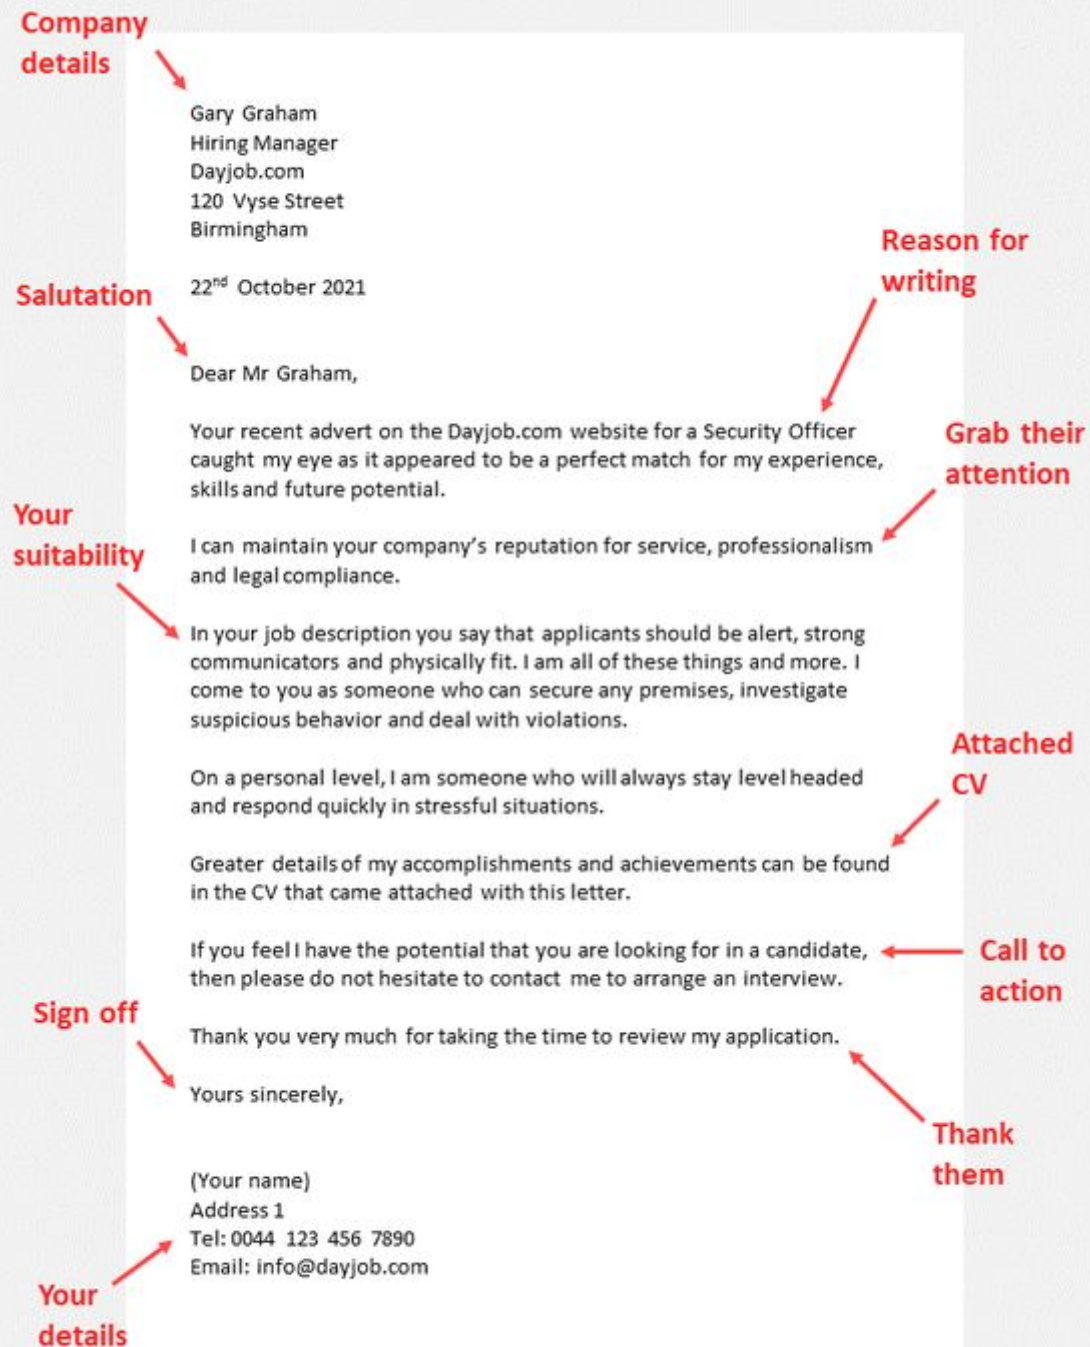 Company
details
Gary Graham
Hiring Manager
Dayjob.com
120 Vyse Street
Birmingham
Reason for
writing
Salutation
22nd October 2021
Dear Mr Graham,
Your recent advert on the Dayjob.com website for a Security Officer
caught my eye as it appeared to be a perfect match for my experience,
skills and future potential.
Grab their
attention
Your
suitability
I can maintain your company's reputation for service, professionalism
and legal compliance.
In your job description you say that applicants should be alert, strong
communicators and physically fit. I am all of these things and more. I
come to you as someone who can secure any premises, investigate
suspicious behavior and deal with violations.
Attached
CV
On a personal level, I am someone who will always stay level headed
and respond quickly in stressful situations.
Greater details of my accomplishments and achievements can be found
in the CV that came attached with this letter.
If you feel I have the potential that you are looking for in a candidate,
then please do not hesitate to contact me to arrange an interview.
Call to
action
Sign off
Thank you very much for taking the time to review my application.
Yours sincerely,
Thank
them
(Your name)
Address 1
Tel: 0044 123 456 7890
Email: info@dayjob.com
Your
details